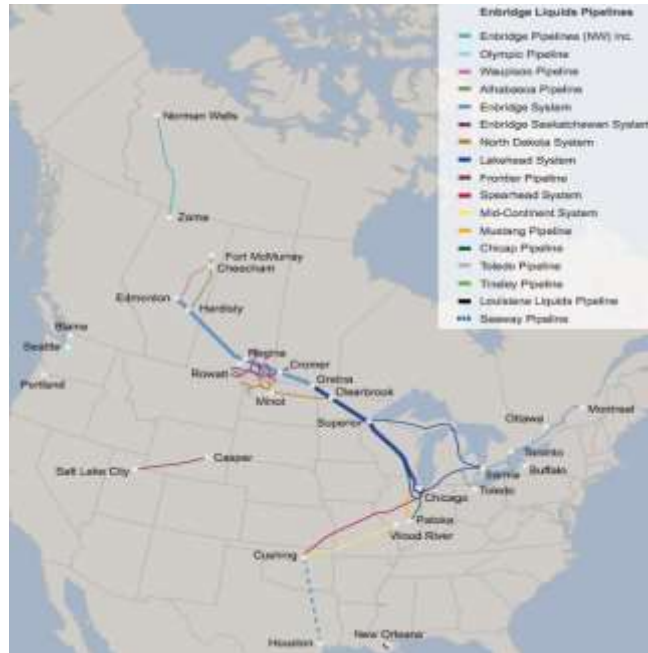 Enbridge Liquids Pipelines
Enbridge Pipelines (NW) Inc.
Olympic Pipeline
Waupisoo Pipeline
Athabasca Pipeline
Enbridge System
Enbridge Saskatchewan System
North Dakota System
Lakehead System
Frontier Pipeline
Spearhead System
Mid-Continent System
Mustang Pipeline
Chicap Pipeline
Toledo Pipeline
Tinsley Pipeline
Louisiana Liquids Pipeline
Seaway Pipeline
Norman Wells
Zama
Fort McMurray
Cheecham
Edmonton
Hardisty
Blaine
Seattle
Portland
Regina
Rowatt
Cromer
Gretna
Minot
Clearbrook
Superior
Ottawa
Montreal
Toronto
Buffalo
Sarnia
Toledo
Chicago
Salt Lake City
Casper
Patoka
Wood River
Cushing
Houston
New Orleans